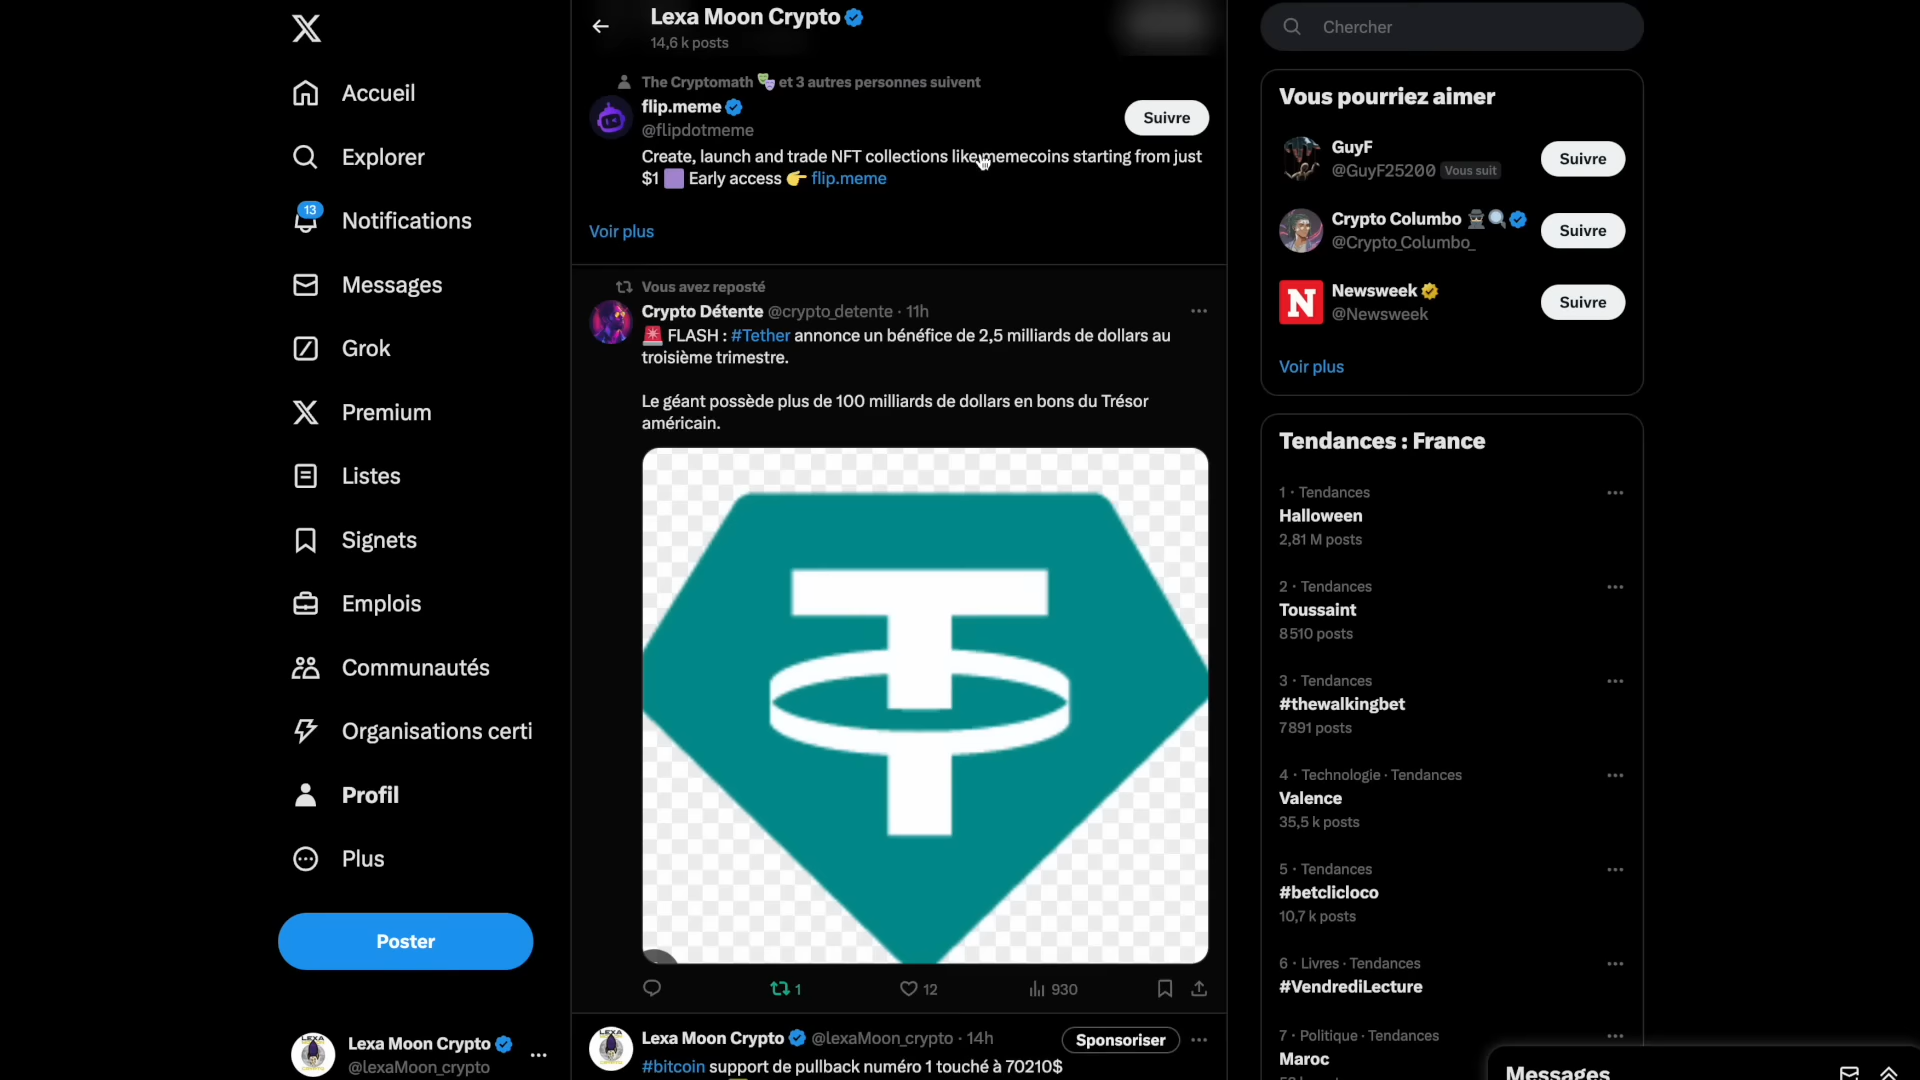 Accueil
Explorer
13
Notifications
Messages
Grok
Premium
Listes
Signets
Emplois
Communautés
Organisations certi
Profil
Plus
Poster
Lexa Moon Crypto
@lexaMoon_crypto
Lexa Moon Crypto
14,6 k posts
The Cryptomath 🎭 et 3 autres personnes suivent
flip.meme
@flipdotmeme
Suivre
Create, launch and trade NFT collections like memecoins starting from just
$1 🟪 Early access 👉 flip.meme
Voir plus
Vous avez reposté
Crypto Détente @crypto_detente · 11h
🚨 FLASH : #Tether annonce un bénéfice de 2,5 milliards de dollars au
troisième trimestre.
Le géant possède plus de 100 milliards de dollars en bons du Trésor
américain.
1
12
930
Lexa Moon Crypto @lexaMoon_crypto · 14h
Sponsoriser
#bitcoin support de pullback numéro 1 touché à 70210$
Chercher
Vous pourriez aimer
GuyF
@GuyF25200 Vous suit
Suivre
Crypto Columbo
@Crypto_Columbo_
Suivre
Newsweek
@Newsweek
Suivre
Voir plus
Tendances : France
1 · Tendances
Halloween
2,81 M posts
2 · Tendances
Toussaint
8 510 posts
3 · Tendances
#thewalkingbet
7 891 posts
4 · Technologie · Tendances
Valence
35,5 k posts
5 · Tendances
#betclicloco
10,7 k posts
6 · Livres · Tendances
#VendrediLecture
7 · Politique · Tendances
Maroc
Messages